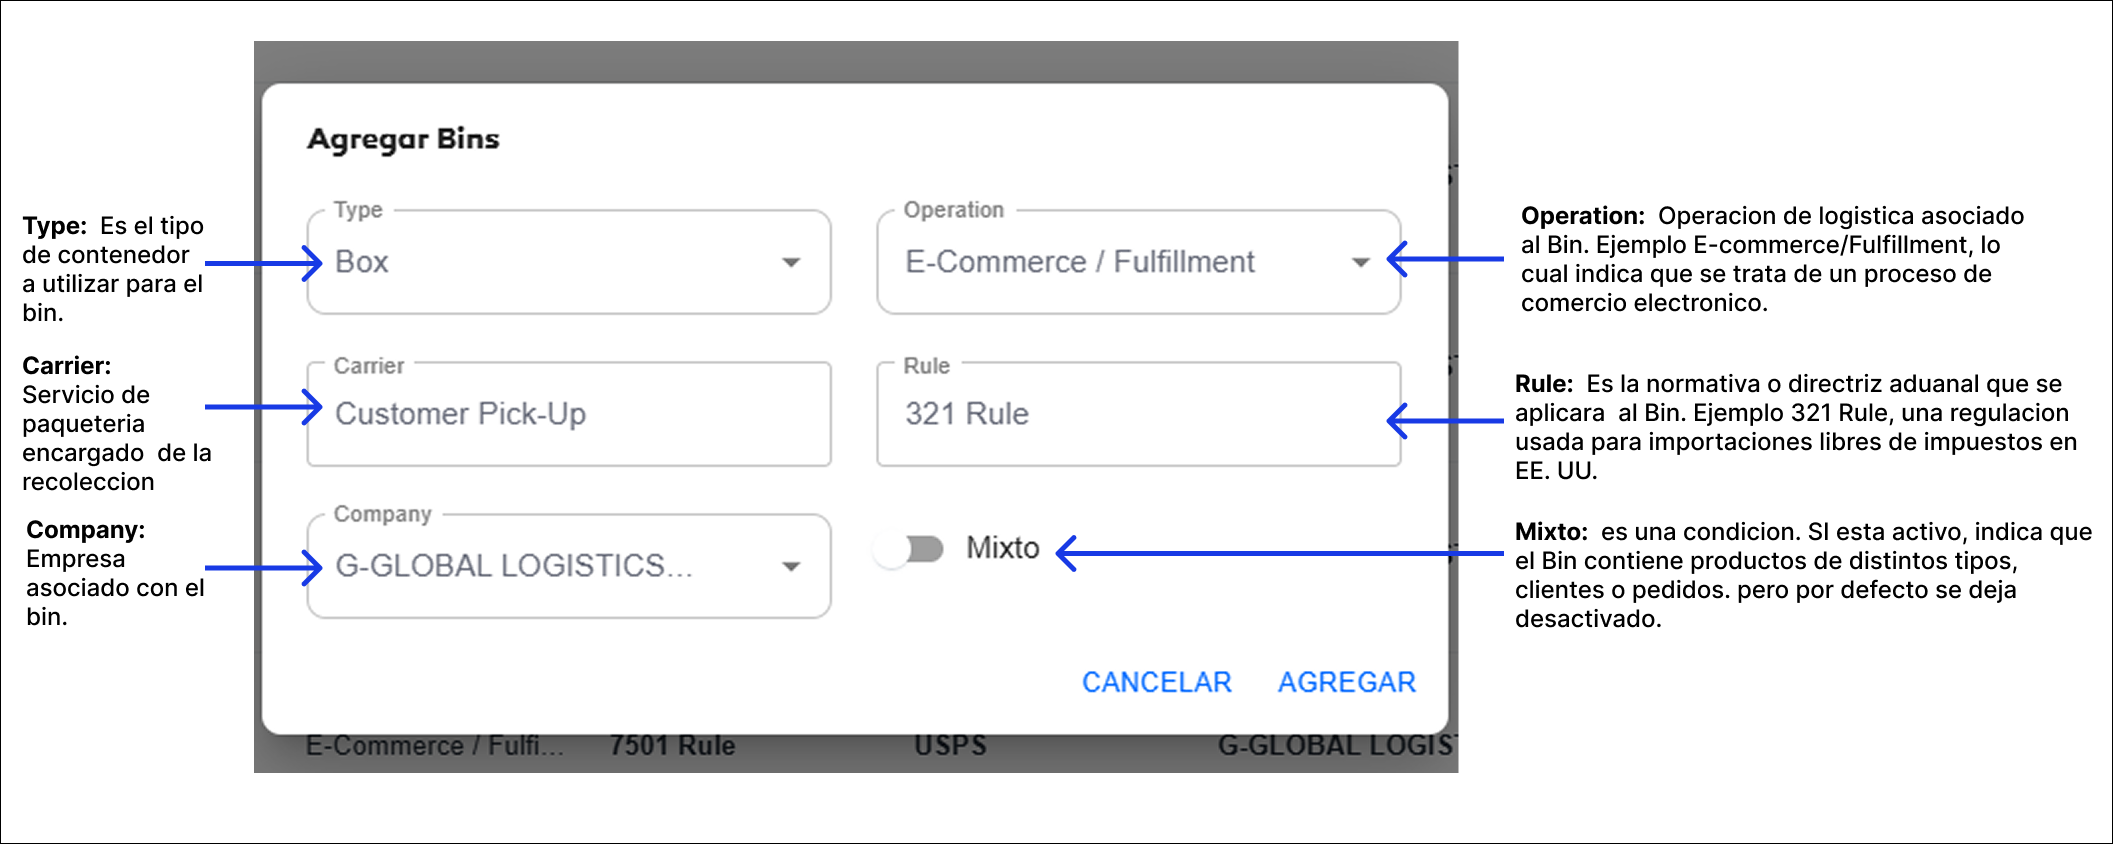 Agregar Bins
Type
Box
Operation
E-Commerce / Fulfillment
Carrier
Customer Pick-Up
Rule
321 Rule
Company
G-GLOBAL LOGISTICS...
Mixto
CANCELAR
AGREGAR
E-Commerce / Fulfi...
7501 Rule
USPS
G-GLOBAL LOGIS
Type: Es el tipo
de contenedor
a utilizar para el
bin.
Carrier:
Servicio de
paqueteria
encargado de la
recoleccion
Company:
Empresa
asociado con el
bin.
Operation: Operacion de logistica asociado
al Bin. Ejemplo E-commerce/Fulfillment, lo
cual indica que se trata de un proceso de
comercio electronico.
Rule: Es la normativa o directriz aduanal que se
aplicara al Bin. Ejemplo 321 Rule, una regulacion
usada para importaciones libres de impuestos en
EE. UU.
Mixto: es una condicion. SI esta activo, indica que
el Bin contiene productos de distintos tipos,
clientes o pedidos. pero por defecto se deja
desactivado.